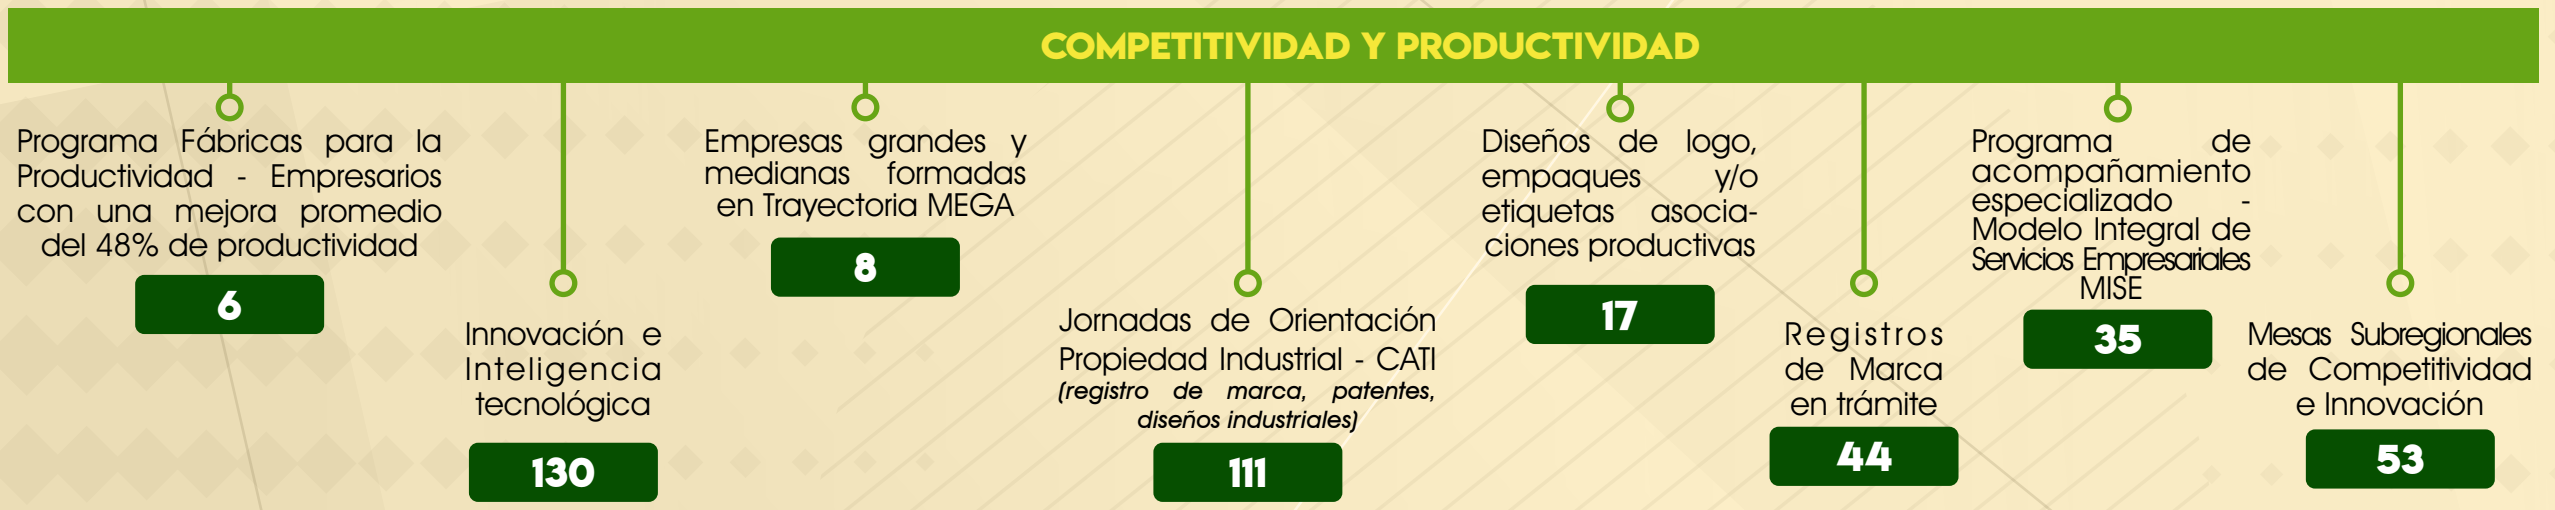 COMPETITIVIDAD Y PRODUCTIVIDAD
Programa Fábricas para la
Productividad - Empresarios
con una mejora promedio
del 48% de productividad
6
Innovación e
Inteligencia
tecnológica
130
Empresas grandes y
medianas formadas
en Trayectoria MEGA
8
Jornadas de Orientación
Propiedad Industrial - CATI
(registro de marca, patentes,
diseños industriales)
111
Diseños de logo,
empaques y/o
etiquetas asocia-
ciones productivas
17
Registros
de Marca
en trámite
44
Programa de
acompañamiento
especializado -
Modelo Integral de
Servicios Empresariales
MISE
35
Mesas Subregionales
de Competitividad
e Innovación
53